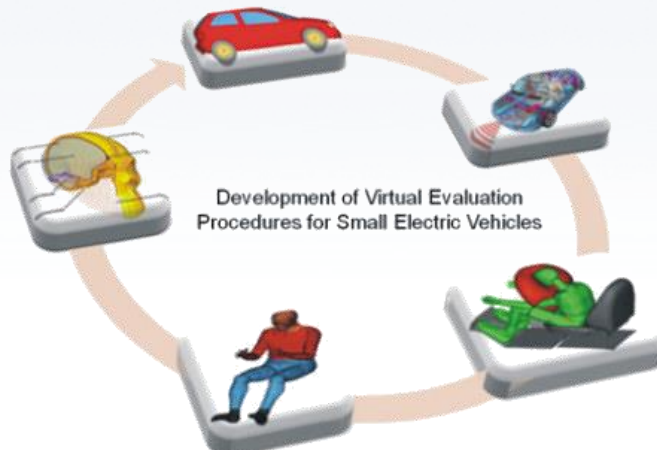 Development of Virtual Evaluation
Procedures for Small Electric Vehicles